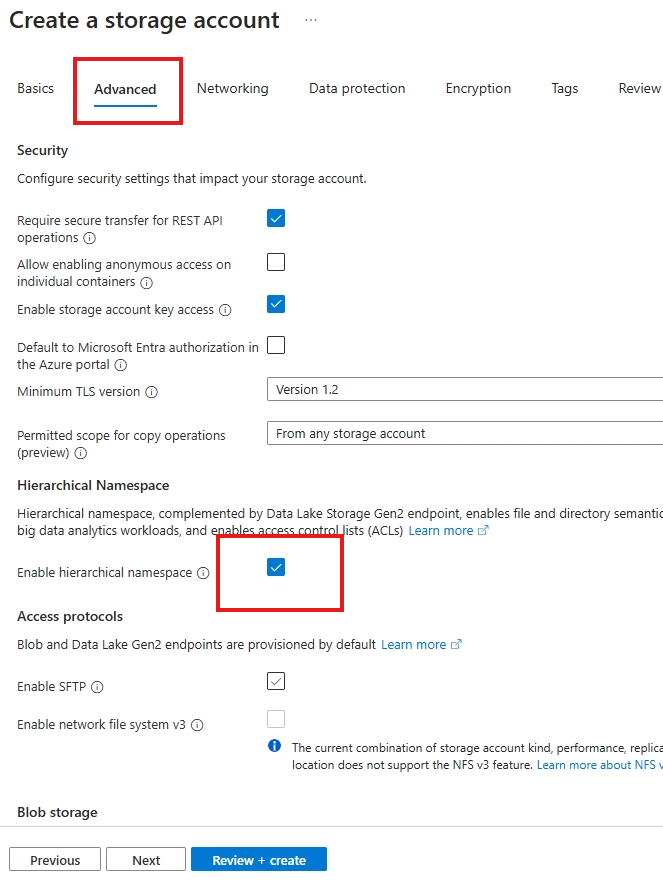 Create a storage account ...
Basics Advanced Networking Data protection Encryption Tags Review
Security
Configure security settings that impact your storage account.
Require secure transfer for REST API
operations
Allow enabling anonymous access on
individual containers
Enable storage account key access
Default to Microsoft Entra authorization in
the Azure portal
Minimum TLS version
Version 1.2
Permitted scope for copy operations
(preview)
From any storage account
Hierarchical Namespace
Hierarchical namespace, complemented by Data Lake Storage Gen2 endpoint, enables file and directory semantic
big data analytics workloads, and enables access control lists (ACLs) Learn more
Enable hierarchical namespace
Access protocols
Blob and Data Lake Gen2 endpoints are provisioned by default Learn more
Enable SFTP
Enable network file system v3
The current combination of storage account kind, performance, replica
location does not support the NFS v3 feature. Learn more about NFS v
Blob storage
Previous Next Review + create